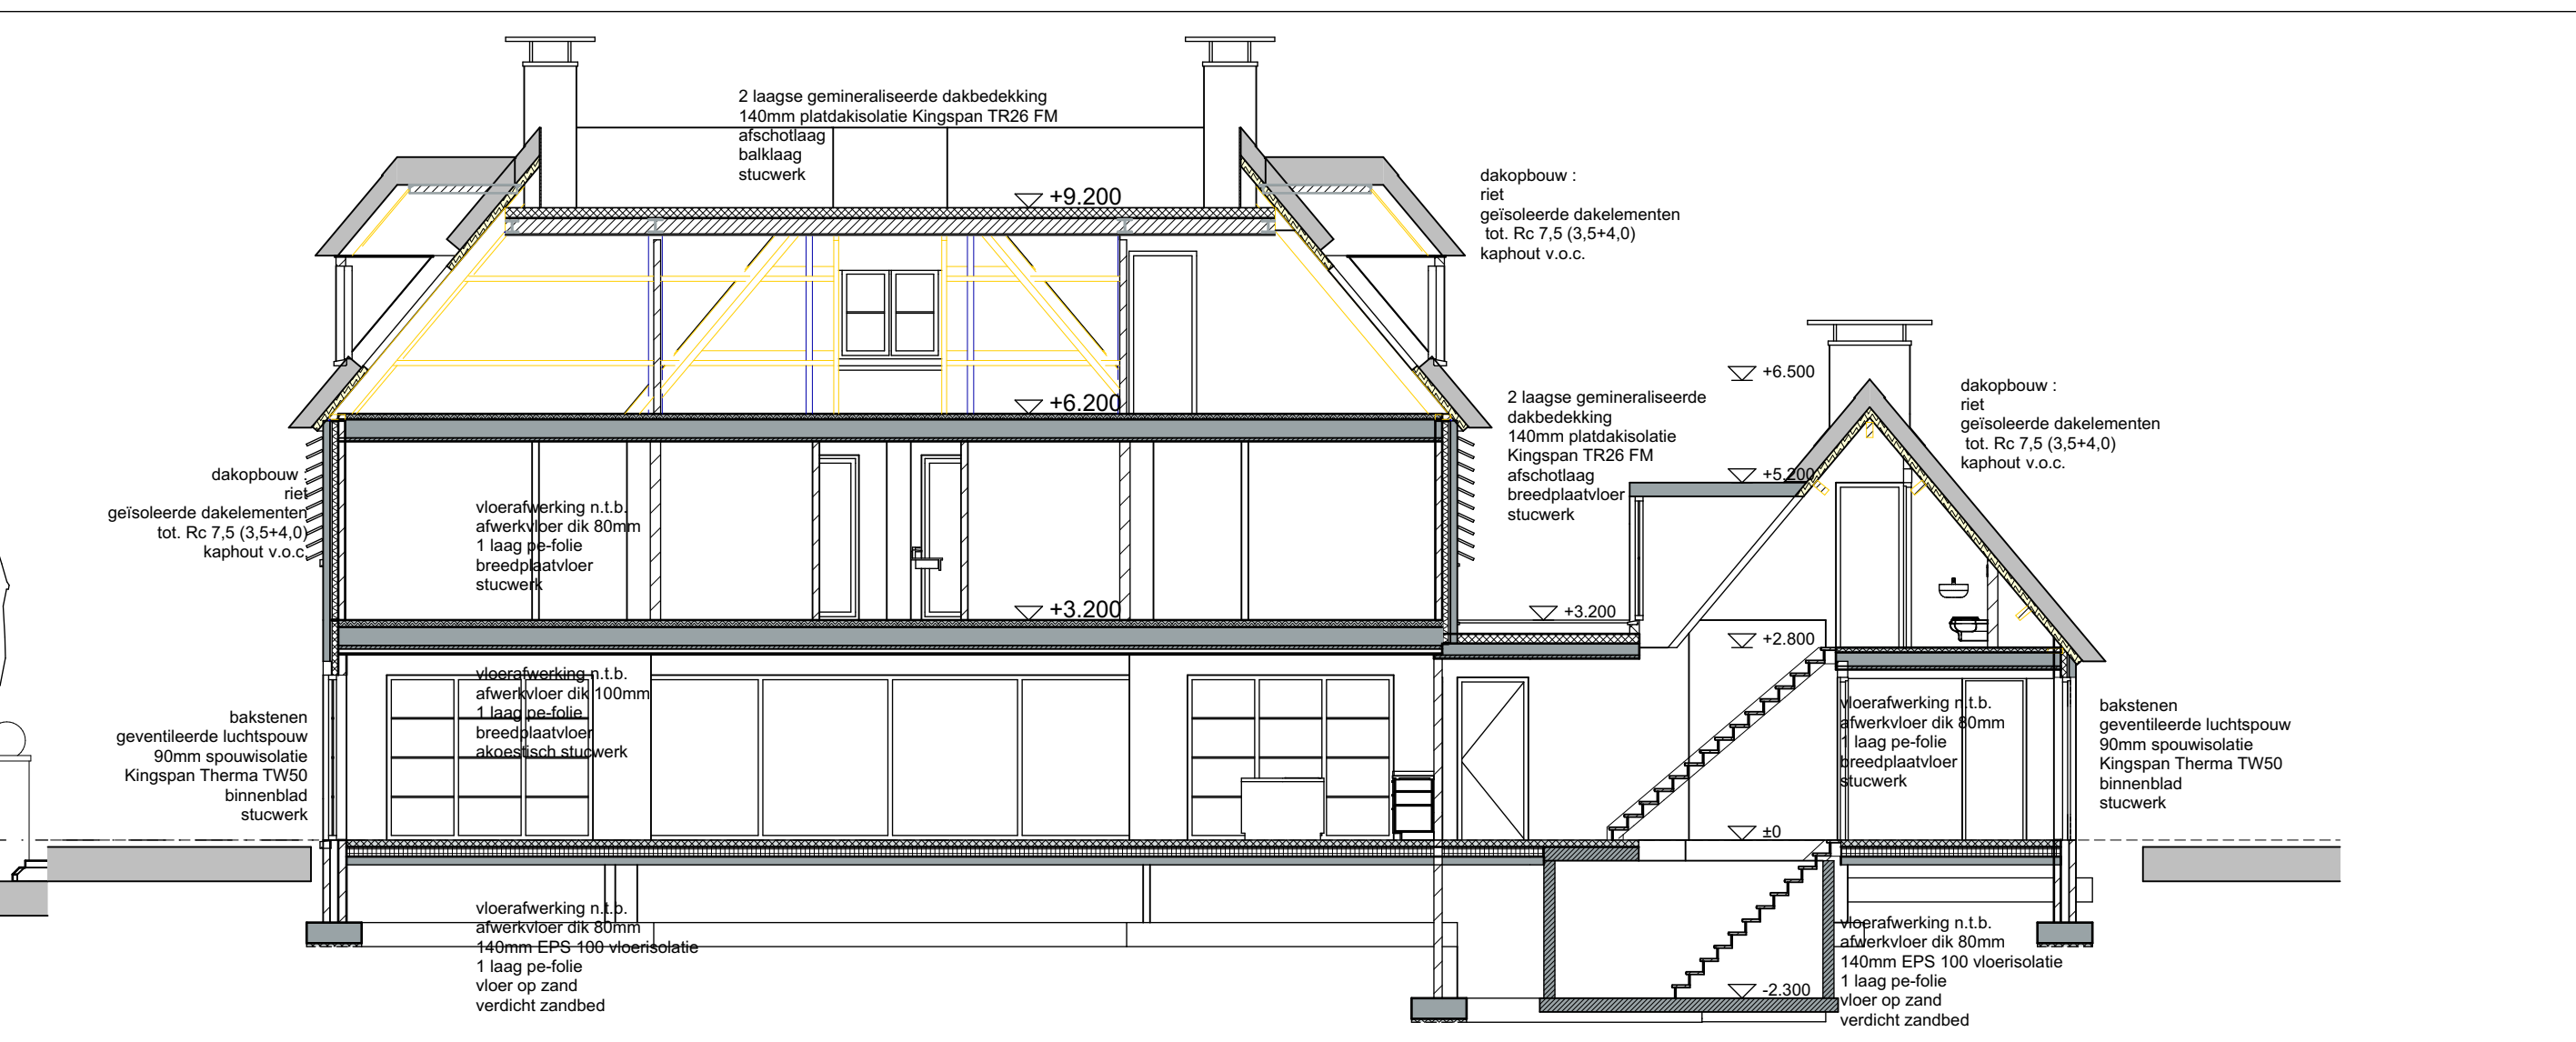 2 laagse gemineraliseerde dakbedekking
140mm platdakisolatie Kingspan TR26 FM
afschotlaag
balklaag
stucwerk
+9.200
dakopbouw :
riet
geïsoleerde dakelementen
tot. Rc 7,5 (3,5+4,0)
kaphout v.o.c.
+6.200
2 laagse gemineraliseerde
dakbedekking
140mm platdakisolatie
Kingspan TR26 FM
afschotlaag
breedplaatvloer
stucwerk
+6.500
+5.200
dakopbouw :
riet
geïsoleerde dakelementen
tot. Rc 7,5 (3,5+4,0)
kaphout v.o.c.
dakopbouw :
riet
geïsoleerde dakelementen
tot. Rc 7,5 (3,5+4,0)
kaphout v.o.c.
vloerafwerking n.t.b.
afwerkvloer dik 80mm
1 laag pe-folie
breedplaatvloer
stucwerk
+3.200
+3.200
+2.800
vloerafwerking n.t.b.
afwerkvloer dik 100mm
1 laag pe-folie
breedplaatvloer
akoestisch stucwerk
bakstenen
geventileerde luchtspouw
90mm spouwisolatie
Kingspan Therma TW50
binnenblad
stucwerk
vloerafwerking n.t.b.
afwerkvloer dik 80mm
1 laag pe-folie
breedplaatvloer
stucwerk
bakstenen
geventileerde luchtspouw
90mm spouwisolatie
Kingspan Therma TW50
binnenblad
stucwerk
±0
vloerafwerking n.t.b.
afwerkvloer dik 80mm
140mm EPS 100 vloerisolatie
1 laag pe-folie
vloer op zand
verdicht zandbed
-2.300
vloerafwerking n.t.b.
afwerkvloer dik 80mm
140mm EPS 100 vloerisolatie
1 laag pe-folie
vloer op zand
verdicht zandbed